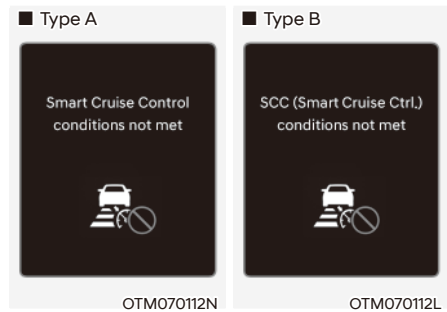 ■ Type A
Smart Cruise Control
conditions not met
OTM070112N
■ Type B
SCC (Smart Cruise Ctrl.)
conditions not met
OTM070112L